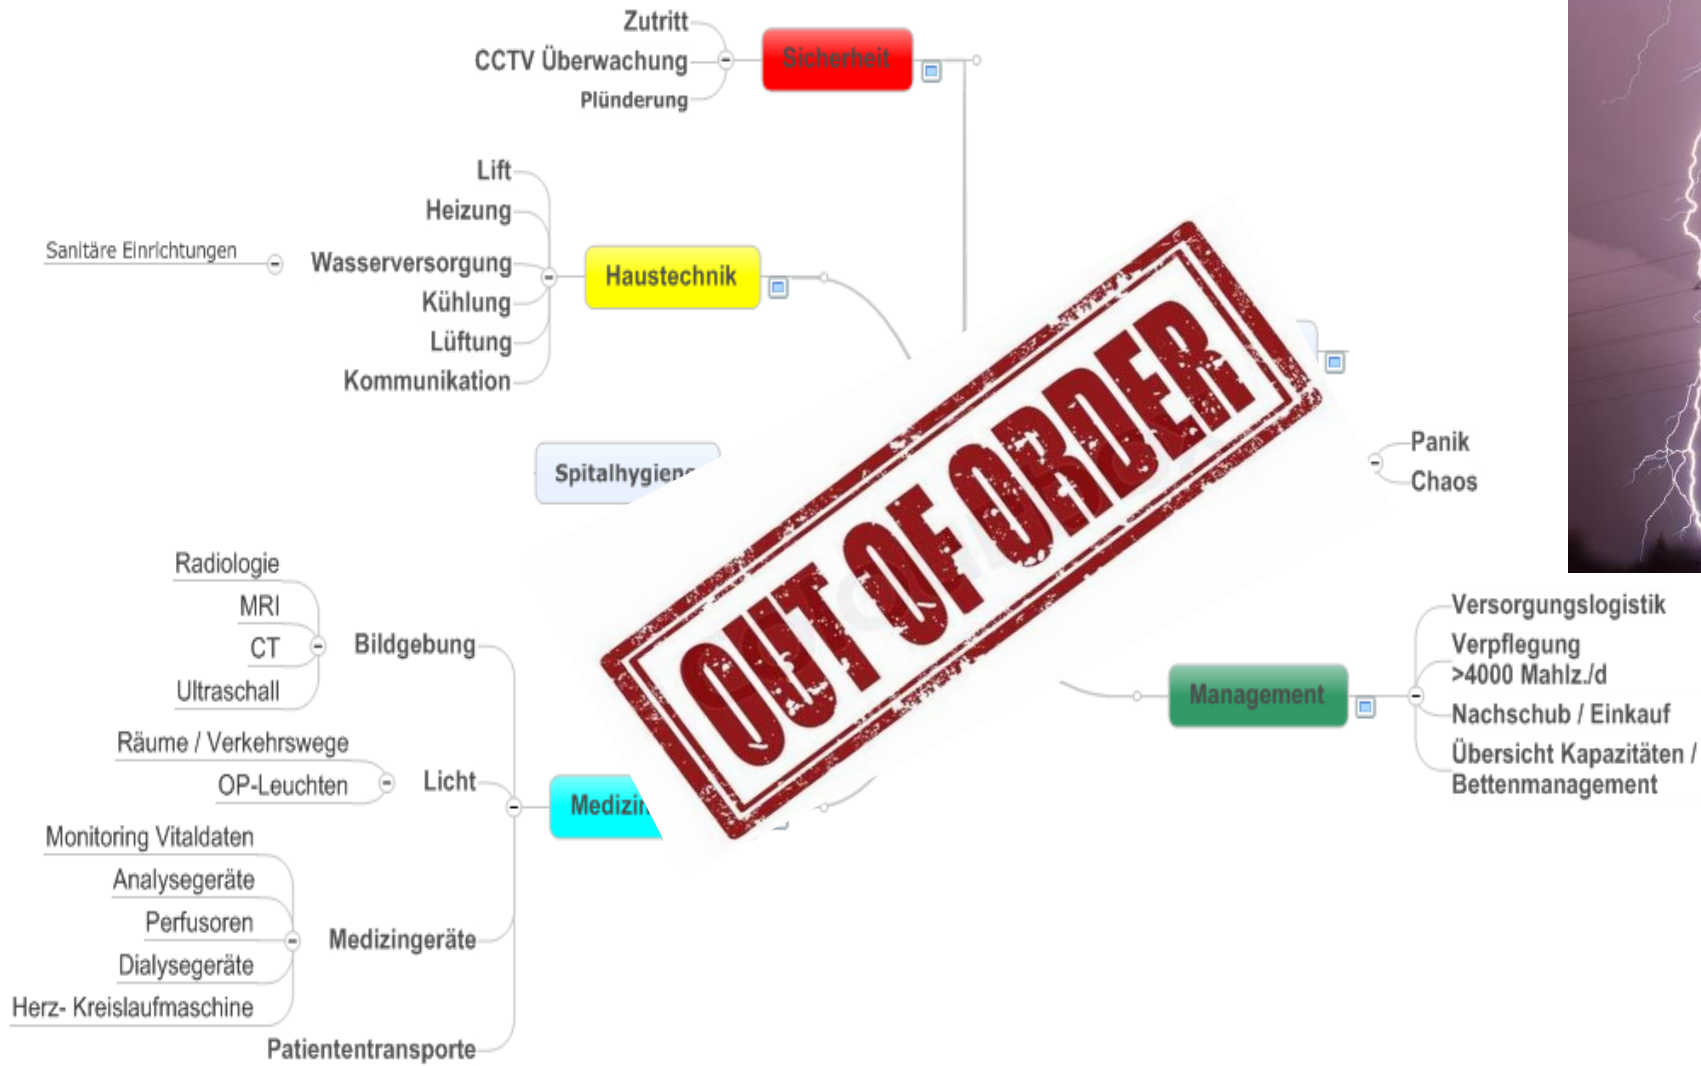 Zutritt
CCTV Überwachung
Plünderung
Sicherheit
Lift
Heizung
Sanitäre Einrichtungen
Wasserversorgung
Kühlung
Lüftung
Kommunikation
Haustechnik
Spitalhygiene
OUT OF ORDER
Panik
Chaos
Radiologie
MRI
CT
Ultraschall
Bildgebung
Räume / Verkehrswege
OP-Leuchten
Licht
Medizin
Monitoring Vitaldaten
Analysegeräte
Perfusoren
Dialysegeräte
Herz- Kreislaufmaschine
Medizingeräte
Patiententransporte
Management
Versorgungslogistik
Verpflegung
>4000 Mahlz./d
Nachschub / Einkauf
Übersicht Kapazitäten /
Bettenmanagement